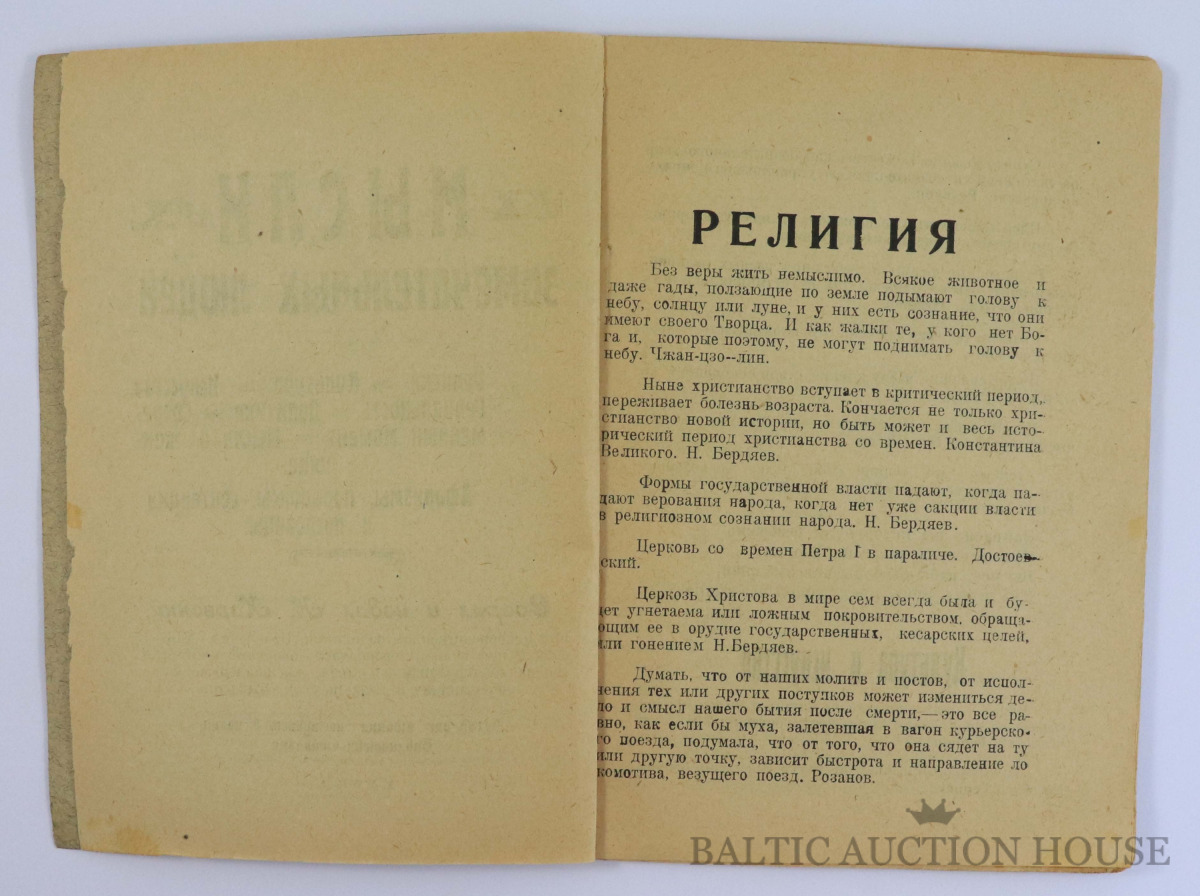 РЕЛИГИЯ
Без веры жить немыслимо. Всякое животное и
даже гады, ползающие по земле подымают голову к
небу, солнцу или луне, и у них есть сознание, что они
имеют своего Творца. И как жалки те, у кого нет Бо-
га и, которые поэтому, не могут поднимать голову к
небу. Чжан-цзо--лин.
Ныне христианство вступает в критический период,
переживает болезнь возраста. Кончается не только хри-
стианство новой истории, но быть может и весь исто-
рический период христианства со времен. Константина
Великого. Н. Бердяев.
Формы государственной власти падают, когда па-
дают верования народа, когда нет уже сакции власти
в религиозном сознании народа. Н. Бердяев.
Церковь со времен Петра I в параличе. Достоев-
ский.
Церкозь Христова в мире сем всегда была и бу-
дет угнетаема или ложным покровительством, обраща-
ющим ее в орудие государственных, кесарских целей,
или гонением Н.Бердяев.
Думать, что от наших молитв и постов, от испол-
нения тех или других поступков может измениться де-
ло и смысл нашего бытия после смерти,—это все ра-
вно, как если бы муха, залетевшая в вагон курьерско-
го поезда, подумала, что от того, что она сядет на ту
или другую точку, зависит быстрота и направление ло
комотива, везущего поезд. Розанов.
BALTIC AUCTION HOUSE